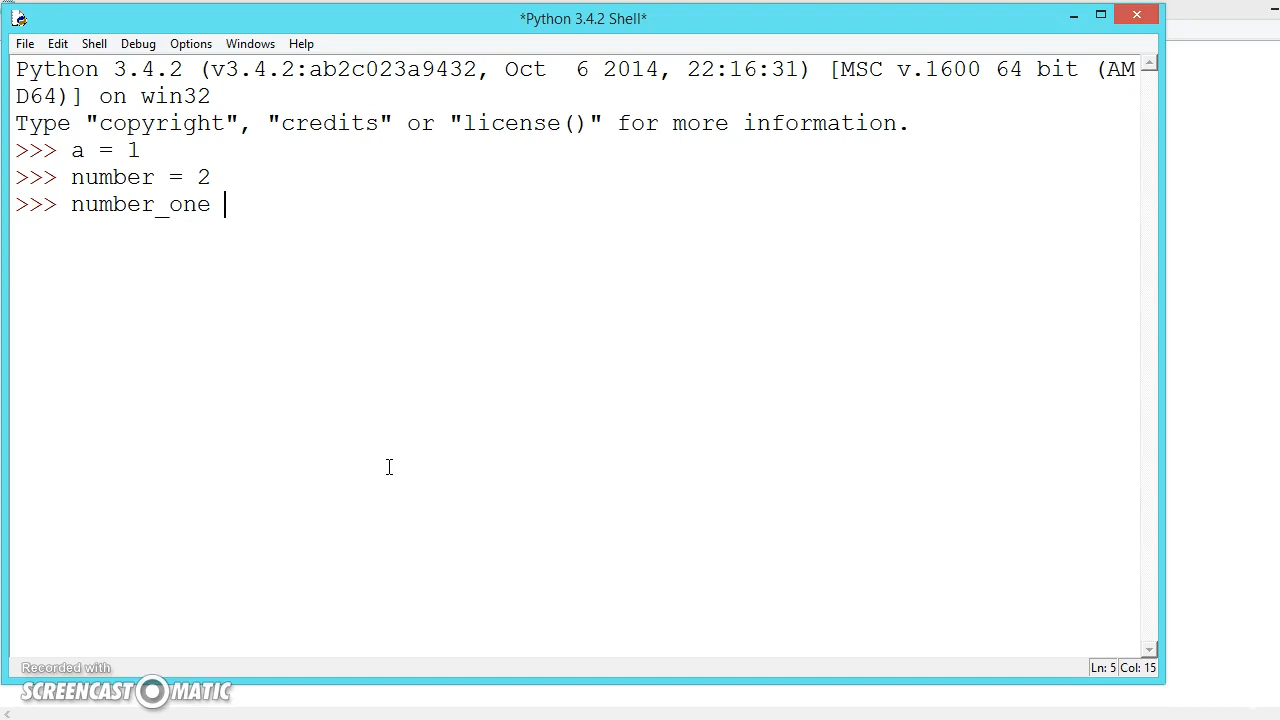 *Python 3.4.2 Shell*
File Edit Shell Debug Options Windows Help
Python 3.4.2 (v3.4.2:ab2c023a9432, Oct  6 2014, 22:16:31) [MSC v.1600 64 bit (AM
D64)] on win32
Type "copyright", "credits" or "license()" for more information.
>>> a = 1
>>> number = 2
>>> number_one
Ln: 5 Col: 15
Recorded with
SCREENCAST O MATIC